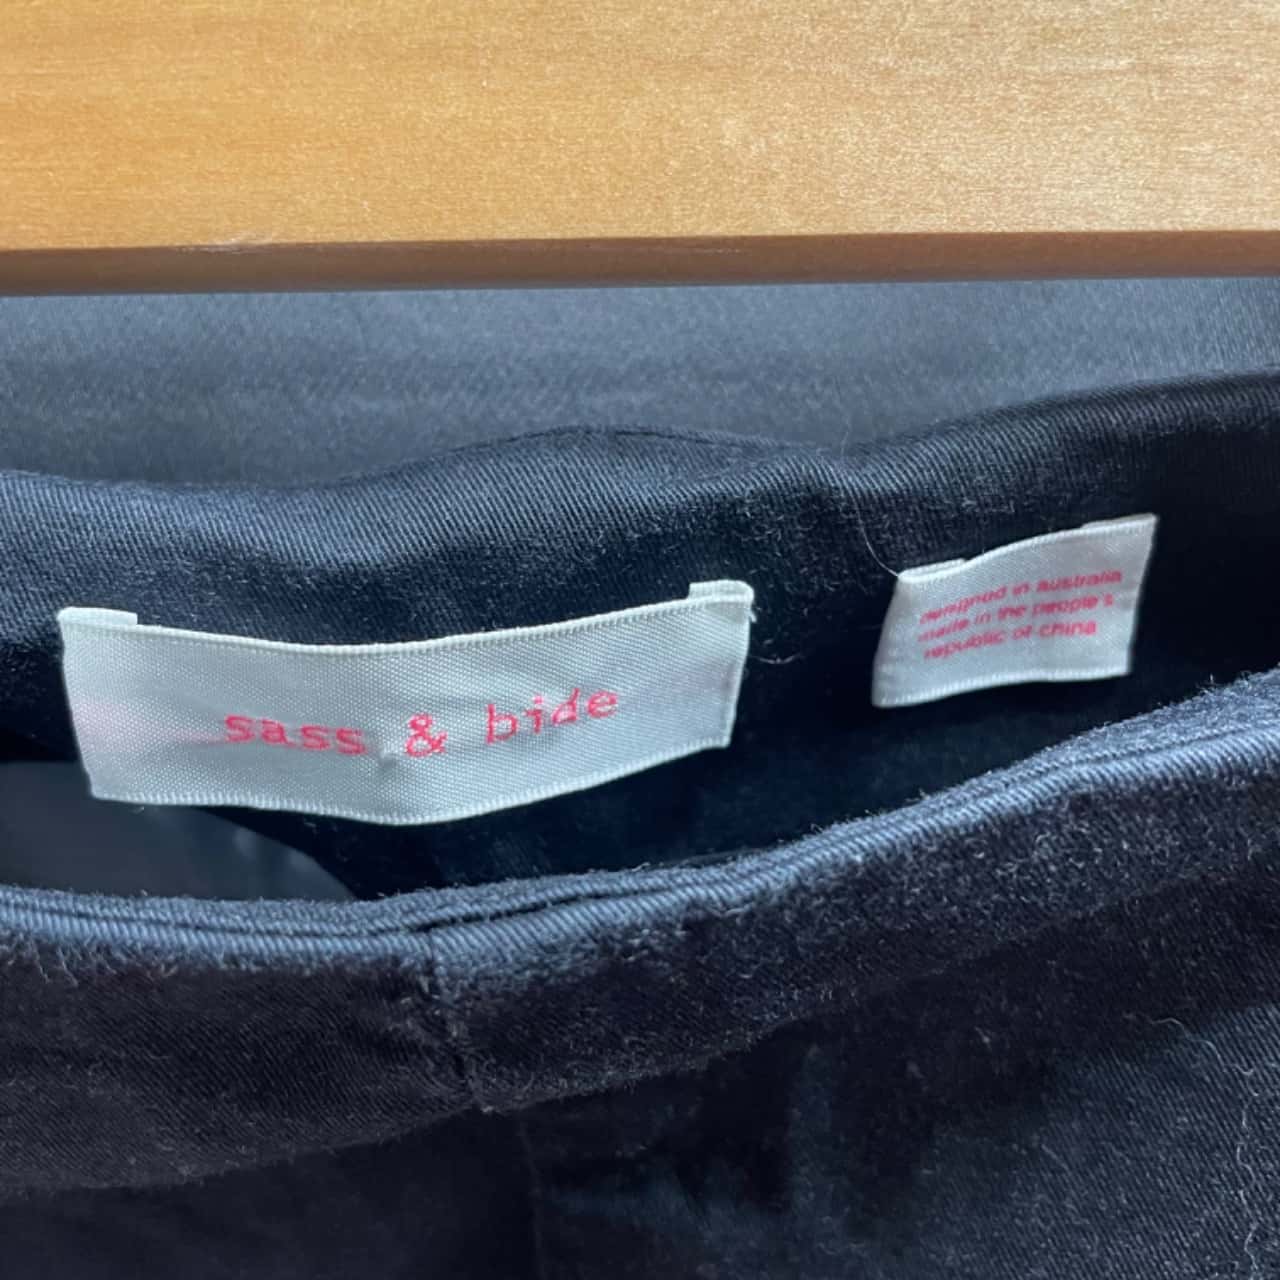 sass & bide
designed in australia
made in the people's
republic of china